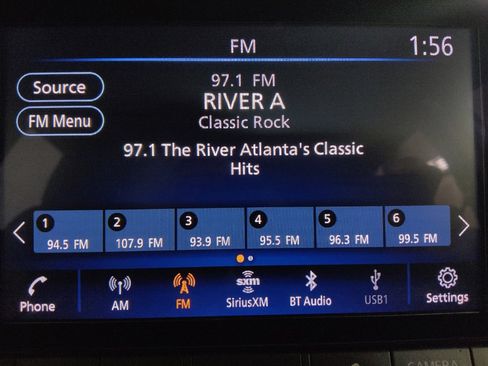 FM
1:56
Source
97.1 FM
RIVER A
FM Menu
Classic Rock
97.1 The River Atlanta's Classic
Hits
1 2 3 4 5 6
94.5 FM 107.9 FM 93.9 FM 95.5 FM 96.3 FM 99.5 FM
Phone AM FM sxm SiriusXM BT Audio USB1 Settings
CAMERA